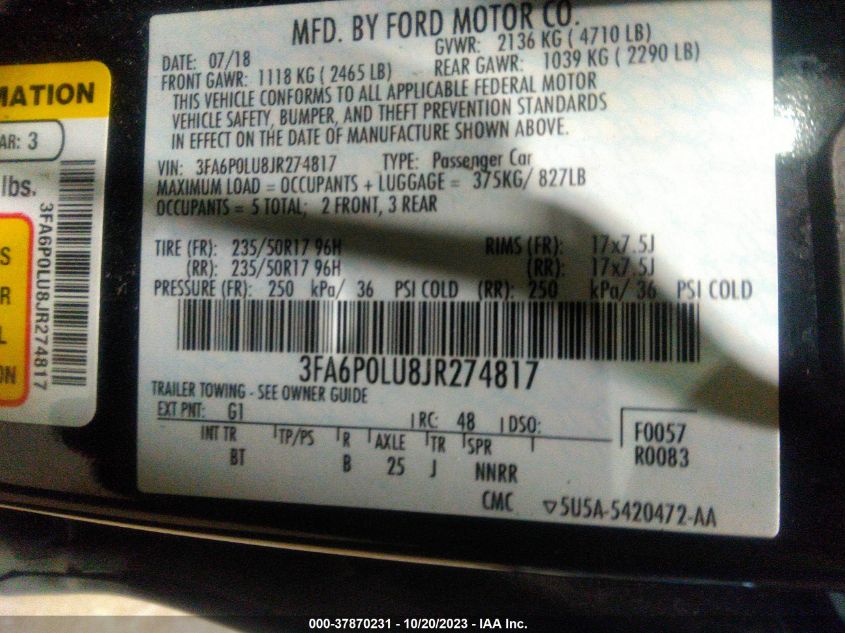 MFD. BY FORD MOTOR CO.
DATE: 07/18
GVWR: 2136 KG ( 4710 LB)
FRONT GAWR: 1118 KG ( 2465 LB)
REAR GAWR: 1039 KG ( 2290 LB)
THIS VEHICLE CONFORMS TO ALL APPLICABLE FEDERAL MOTOR
VEHICLE SAFETY, BUMPER, AND THEFT PREVENTION STANDARDS
IN EFFECT ON THE DATE OF MANUFACTURE SHOWN ABOVE.
VIN: 3FA6P0LU8JR274817 TYPE: Passenger Car
MAXIMUM LOAD = OCCUPANTS + LUGGAGE = 375KG/ 827LB
OCCUPANTS = 5 TOTAL; 2 FRONT, 3 REAR
TIRE (FR): 235/50R17 96H RIMS (FR): 17x7.5J
(RR): 235/50R17 96H (RR): 17x7.5J
PRESSURE (FR): 250 kPa/ 36 PSI COLD (RR): 250 kPa/ 36 PSI COLD
3FA6P0LU8JR274817
TRAILER TOWING - SEE OWNER GUIDE
EXT PNT: G1 RC: 48 DSO:
INT TR TP/PS R AXLE TR SPR
BT B 25 J NNRR
CMC
F0057
R0083
5U5A-5420472-AA
MATION
AR: 3
lbs.
3FA6P0LU8JR274817
S
R
L
ON
000-37870231 - 10/20/2023 - IAA Inc.